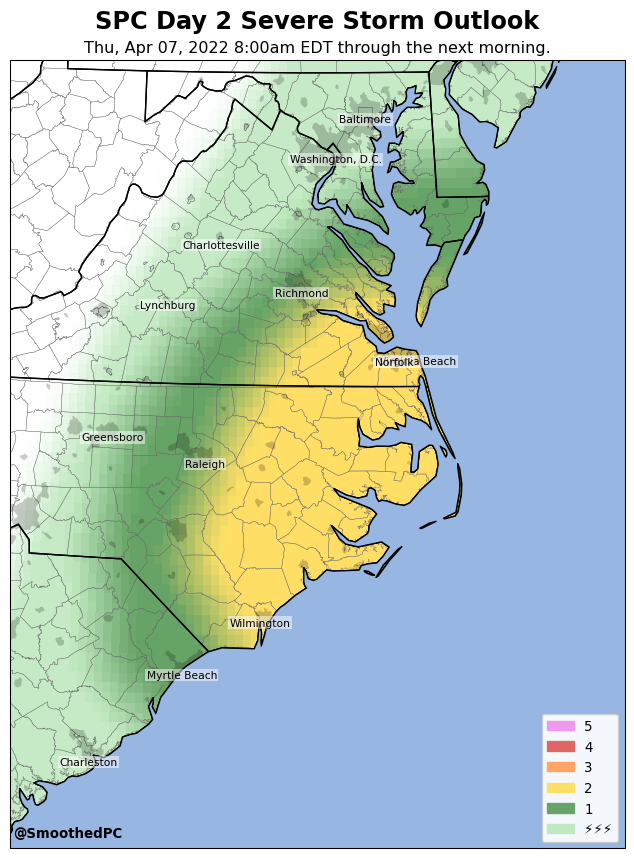 SPC Day 2 Severe Storm Outlook
Thu, Apr 07, 2022 8:00am EDT through the next morning.
Baltimore
Washington, D.C.
Charlottesville
Richmond
Lynchburg
Norfolk
Beach
Greensboro
Raleigh
Wilmington
Myrtle Beach
Charleston
5
4
3
2
1
⚡⚡⚡
@SmoothedPC